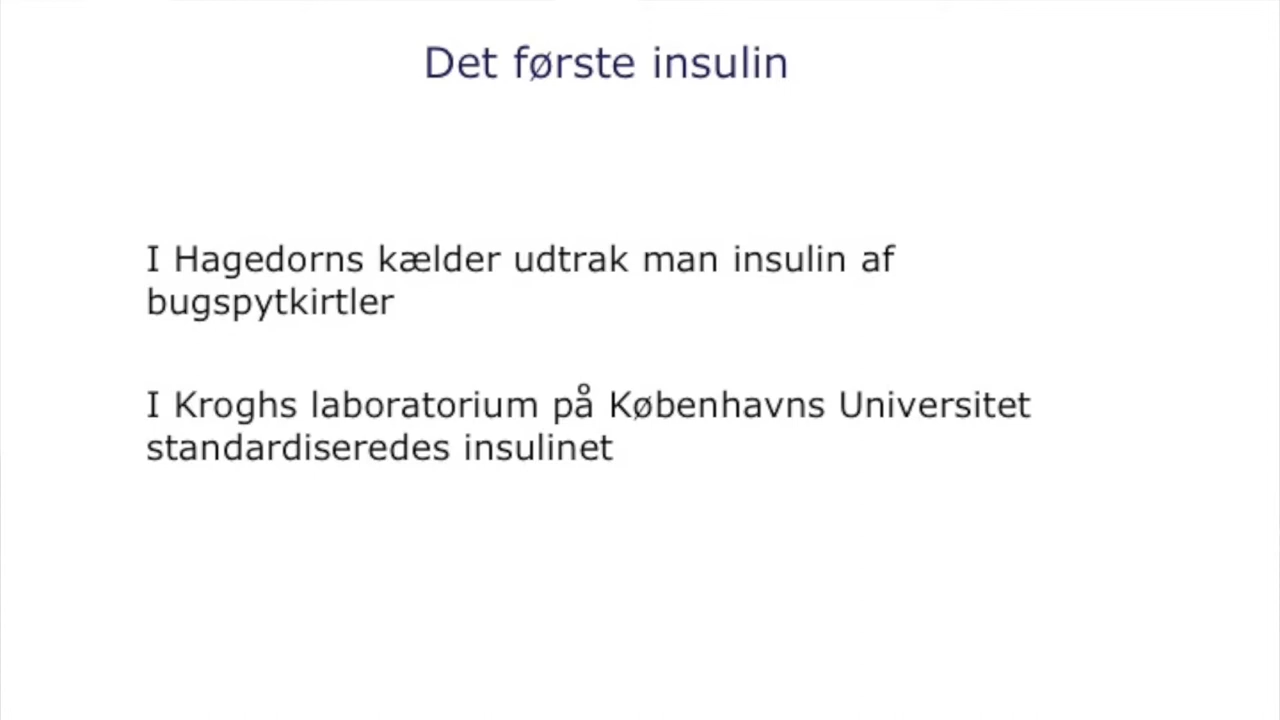 Det første insulin
I Hagedorns kælder udtrak man insulin af
bugspytkirtler
I Kroghs laboratorium på Københavns Universitet
standardiseredes insulinet